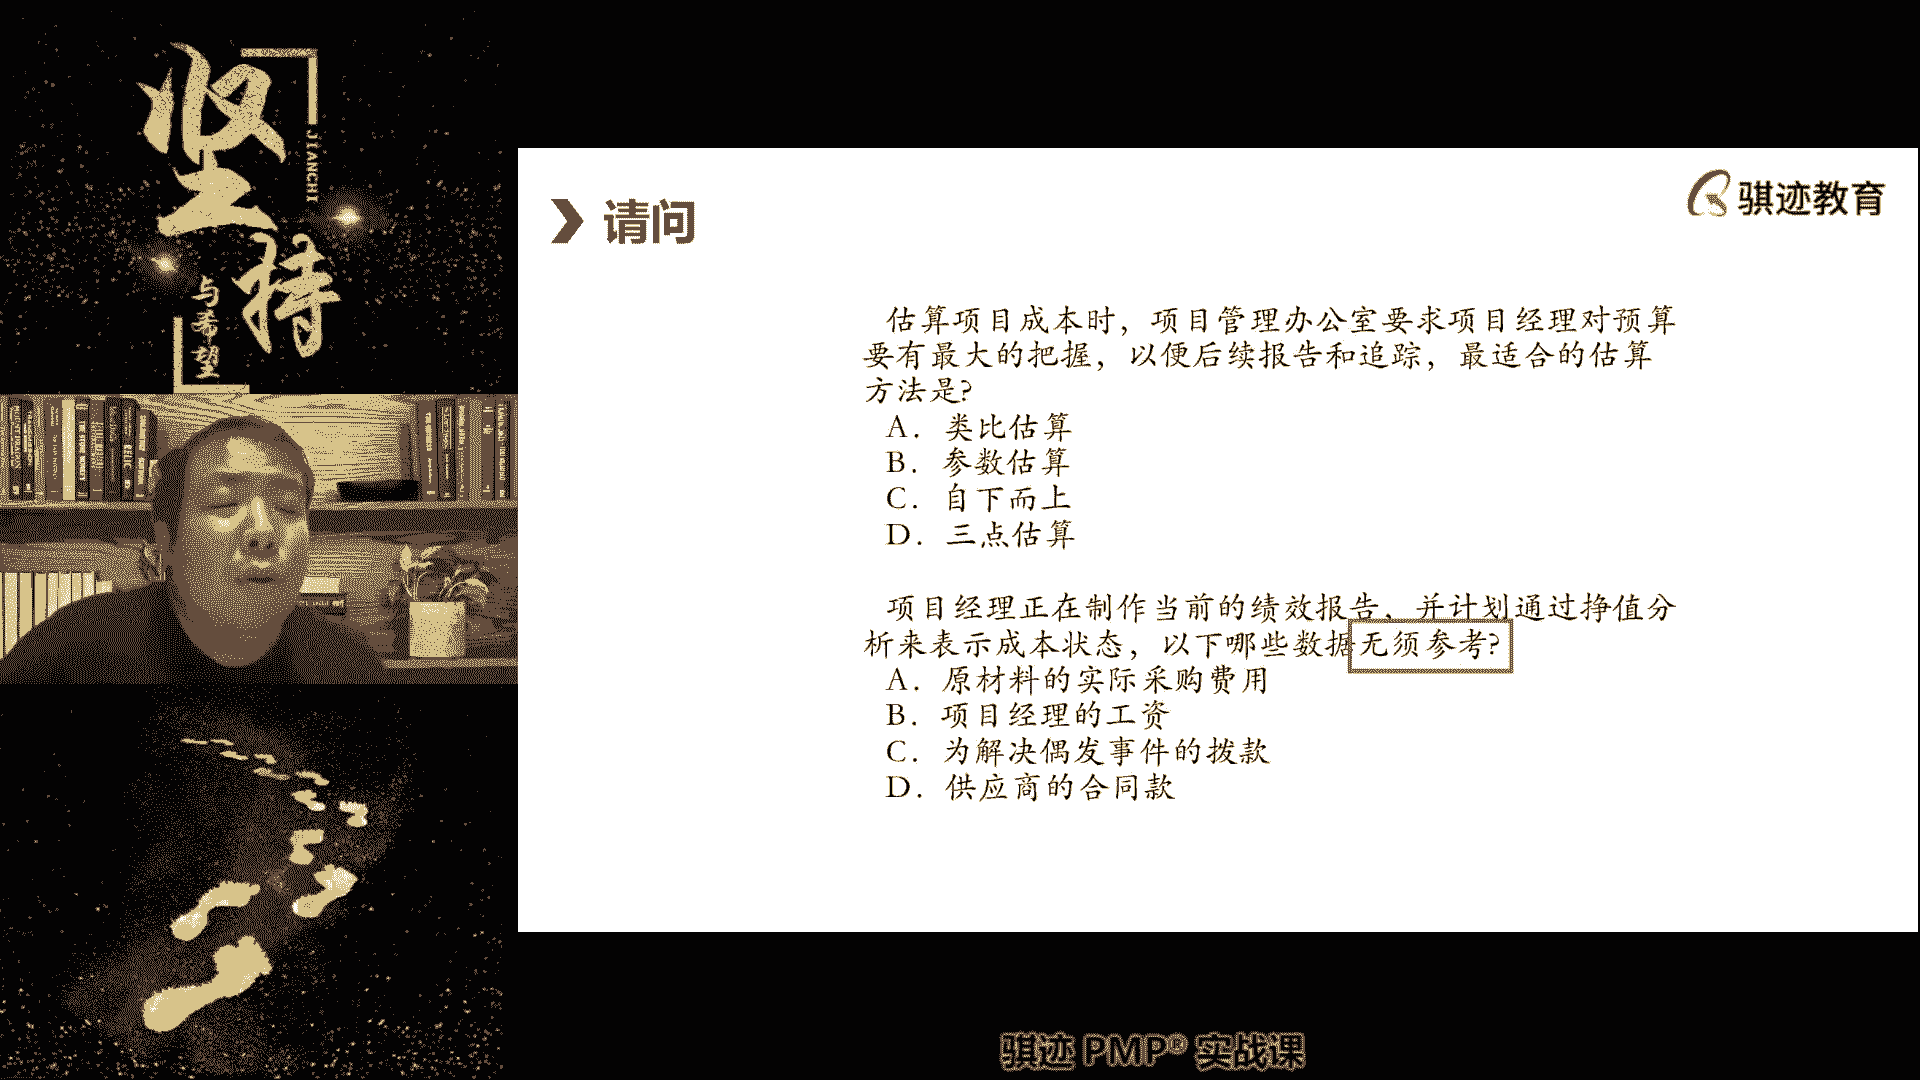 坚持
JIANCHI
与希望
骐迹教育
请问
估算项目成本时，项目管理办公室要求项目经理对预算
要有最大的把握，以便后续报告和追踪，最适合的估算
方法是?
A．类比估算
B．参数估算
C．自下而上
D．三点估算
项目经理正在制作当前的绩效报告，并计划通过挣值分
析来表示成本状态，以下哪些数据无须参考?
A．原材料的实际采购费用
B．项目经理的工资
C．为解决偶发事件的拨款
D．供应商的合同款
骐迹 PMP® 实战课